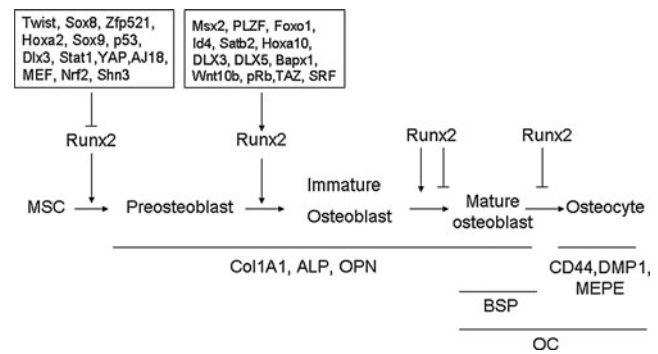 Twist, Sox8, Zfp521,
Hoxa2, Sox9, p53,
Dlx3, Stat1,YAP,AJ18,
MEF, Nrf2, Shn3
Msx2, PLZF, Foxo1,
Id4, Satb2, Hoxa10,
DLX3, DLX5, Bapx1,
Wnt10b, pRb,TAZ, SRF
Runx2
Runx2
Runx2
Runx2
MSC
Preosteoblast
Immature
Osteoblast
Mature
osteoblast
Osteocyte
Col1A1, ALP, OPN
CD44,DMP1,
MEPE
BSP
OC